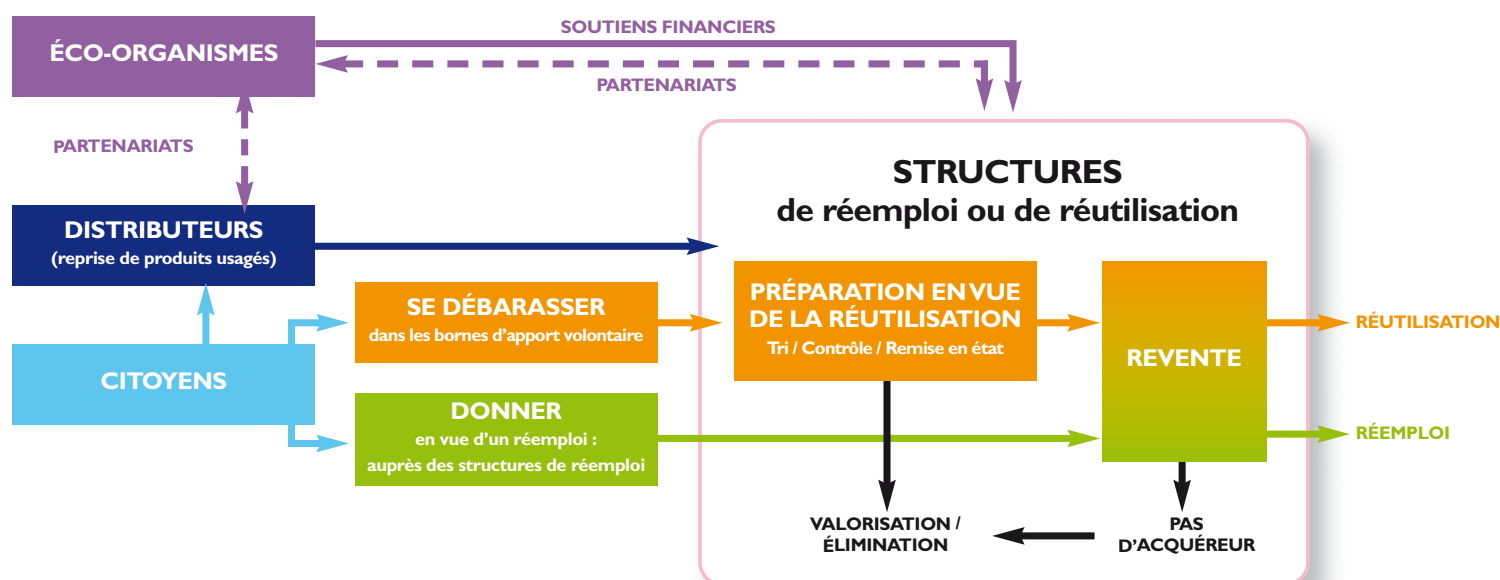 SOUTIENS FINANCIERS
ÉCO-ORGANISMES
PARTENARIATS
PARTENARIATS
STRUCTURES
de réemploi ou de réutilisation
DISTRIBUTEURS
(reprise de produits usagés)
SE DÉBARASSER
dans les bornes d'apport volontaire
PRÉPARATION EN VUE
DE LA RÉUTILISATION
Tri / Contrôle / Remise en état
REVENTE
RÉUTILISATION
CITOYENS
DONNER
en vue d'un réemploi :
auprès des structures de réemploi
RÉEMPLOI
VALORISATION /
ÉLIMINATION
PAS
D'ACQUÉREUR